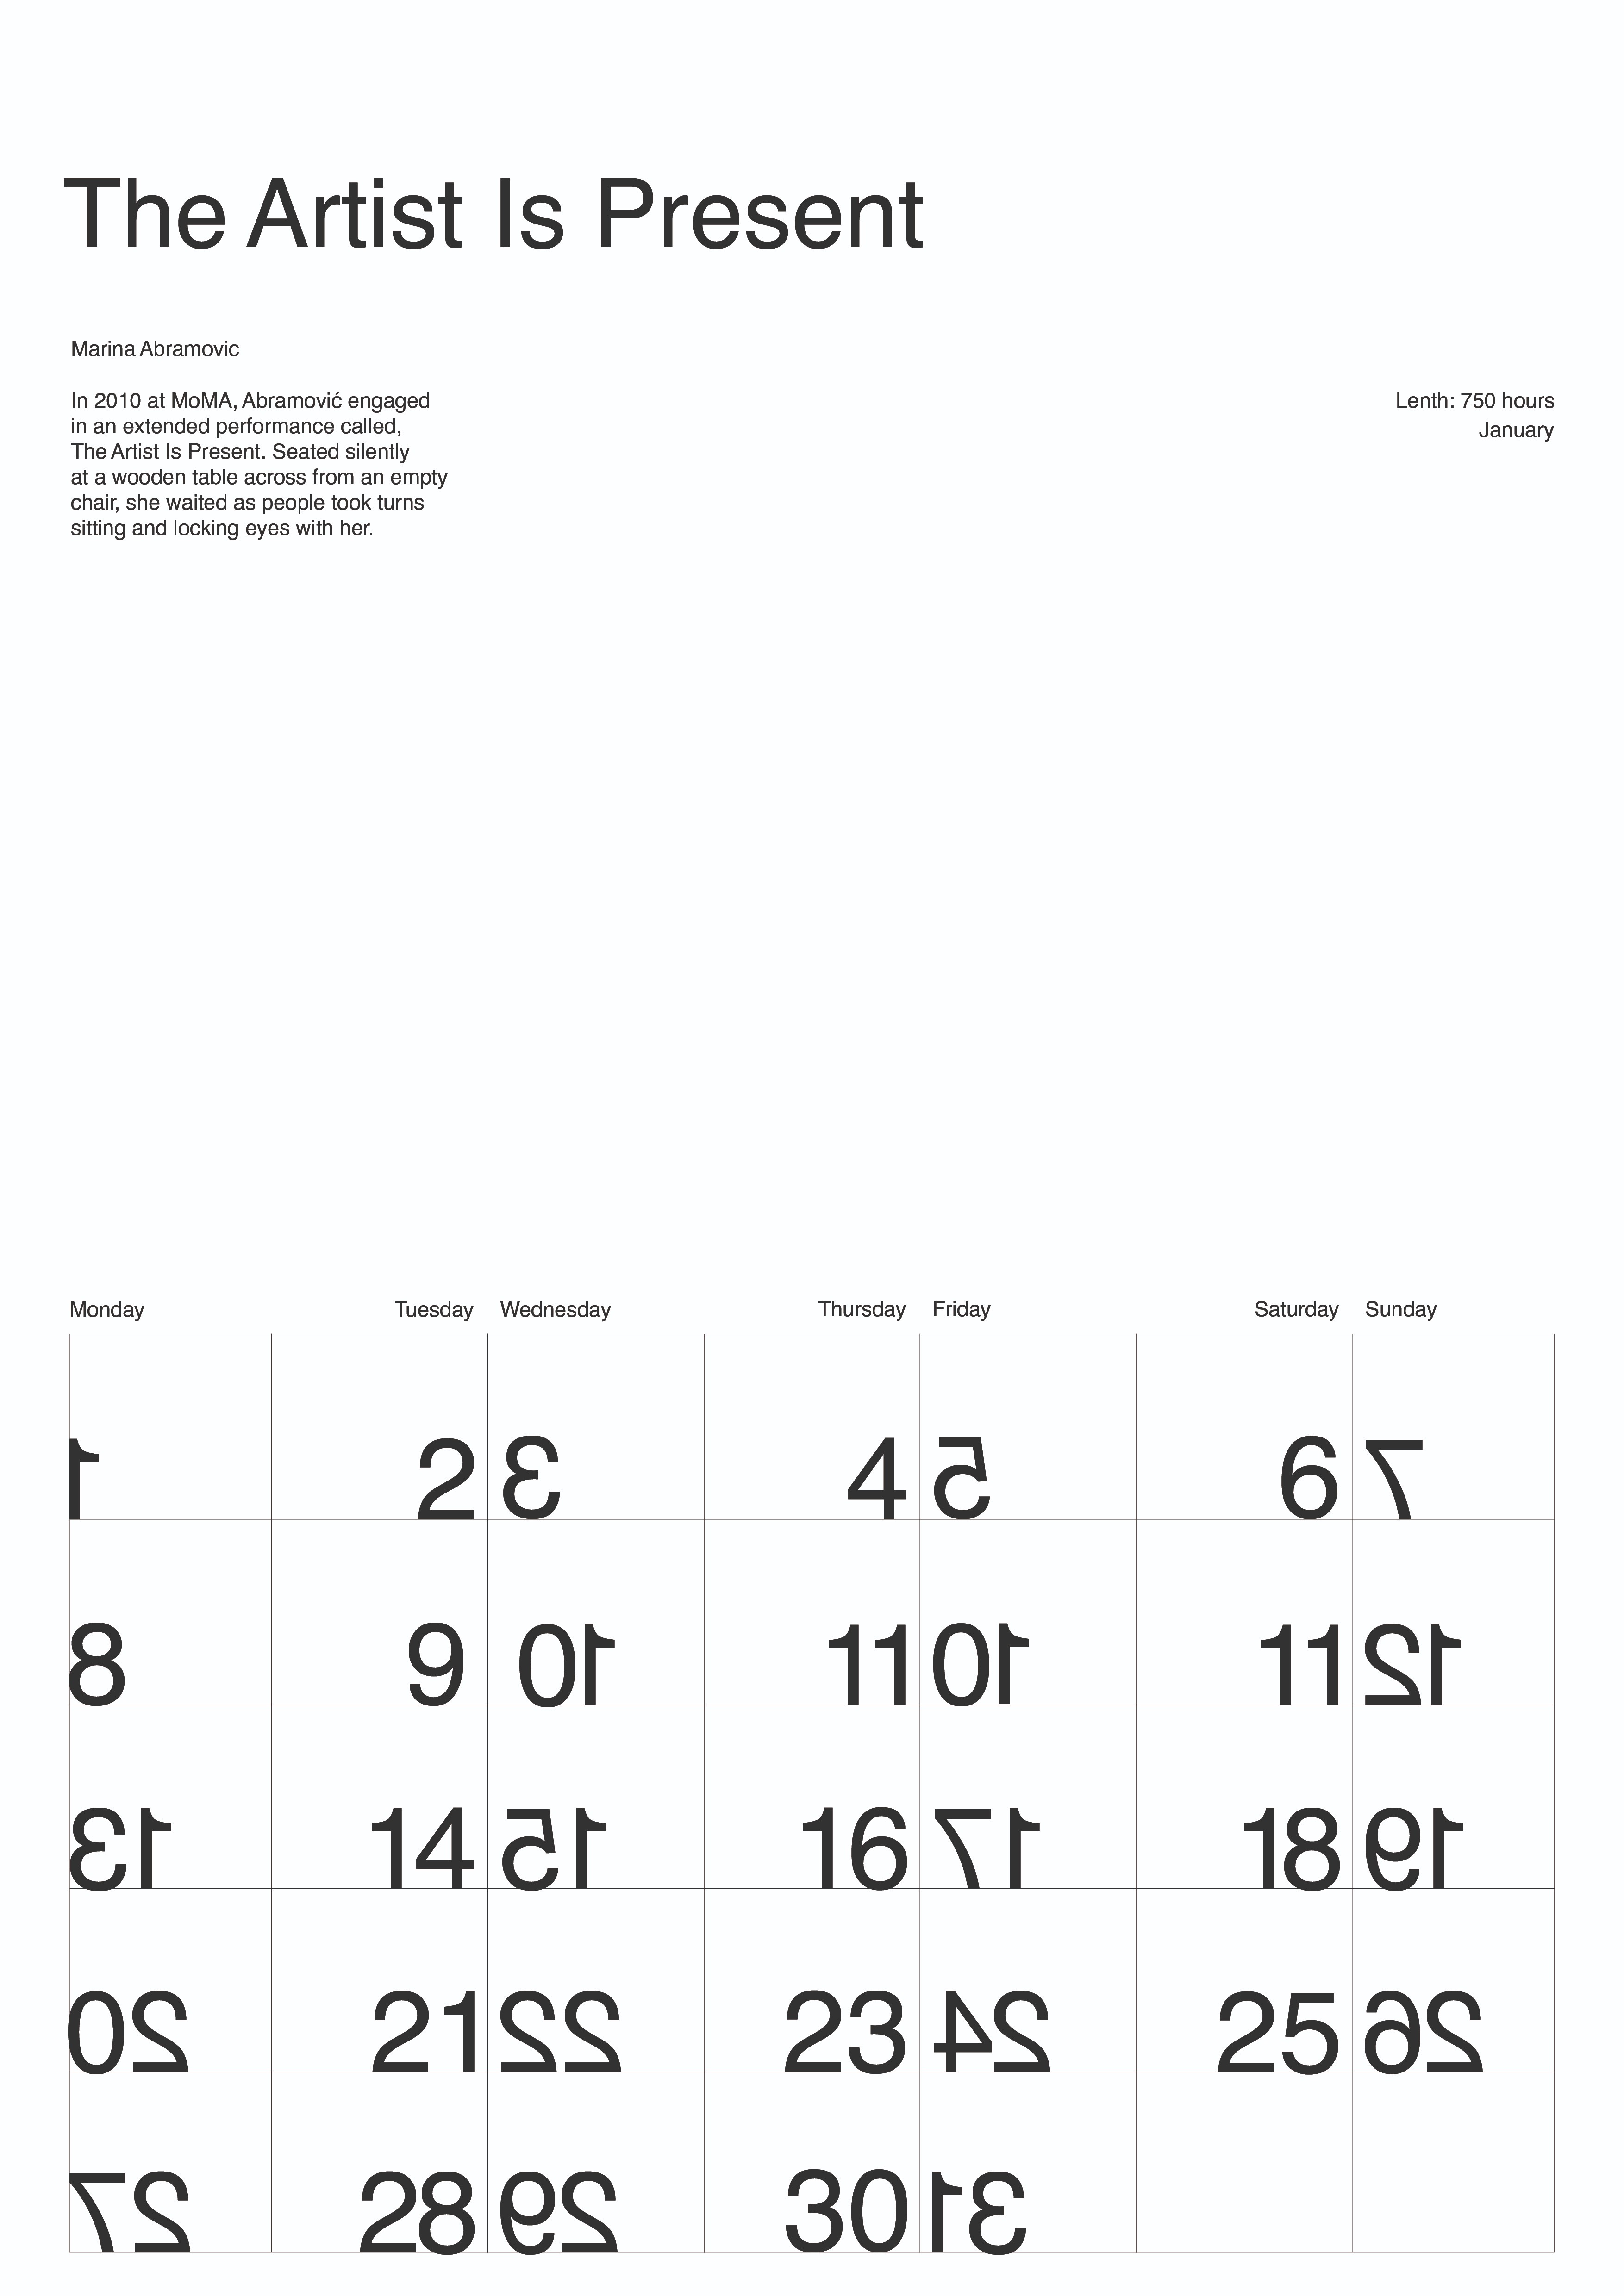 The Artist Is Present
Marina Abramovic
In 2010 at MoMA, Abramović engaged
in an extended performance called,
The Artist Is Present. Seated silently
at a wooden table across from an empty
chair, she waited as people took turns
sitting and locking eyes with her.
Lenth: 750 hours
January
Monday Tuesday Wednesday Thursday Friday Saturday Sunday
1 2 3 4 5 6 7
8 9 10 11 10 11 12
13 14 15 16 17 18 19
20 21 22 23 24 25 26
27 28 29 30 31